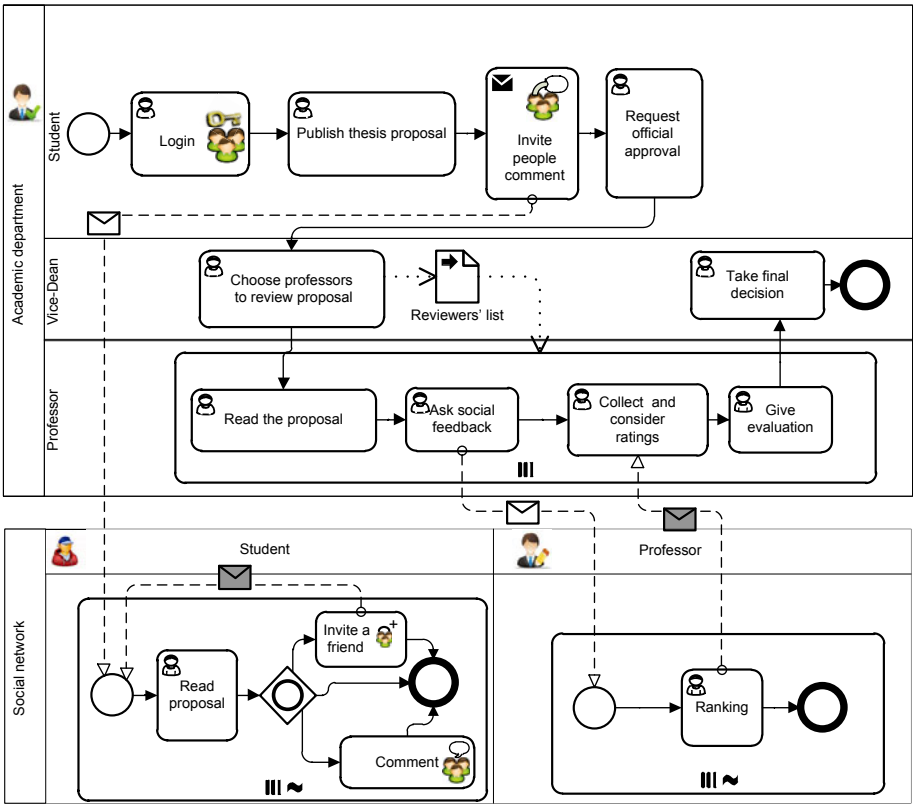 Academic department
Student
Login
Publish thesis proposal
Invite
people
comment
Request
official
approval
Vice-Dean
Choose professors
to review proposal
Reviewers' list
Take final
decision
Professor
Read the proposal
Ask social
feedback
Collect and
consider
ratings
Give
evaluation
Social network
Student
Professor
Invite a
friend
Read
proposal
Comment
Ranking